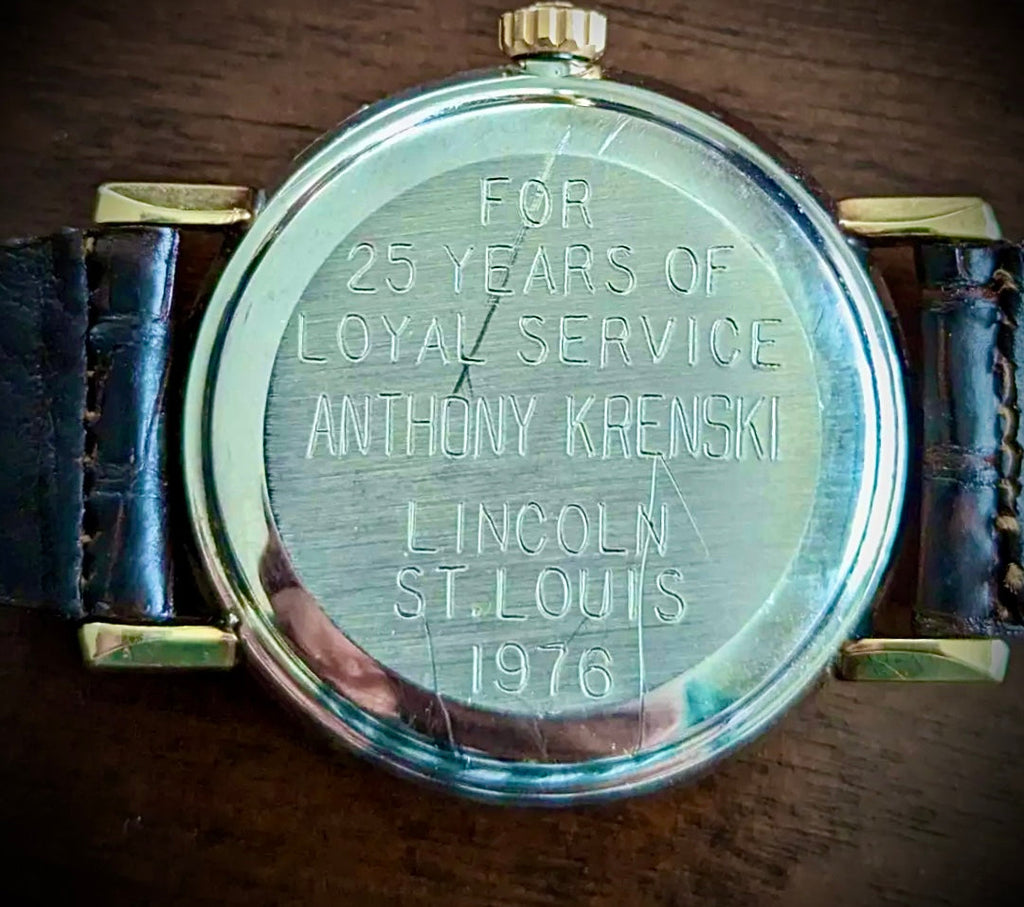 FOR
25 YEARS OF
LOYAL SERVICE
ANTHONY KRENSKI
LINCOLN
ST. LOUIS
1976